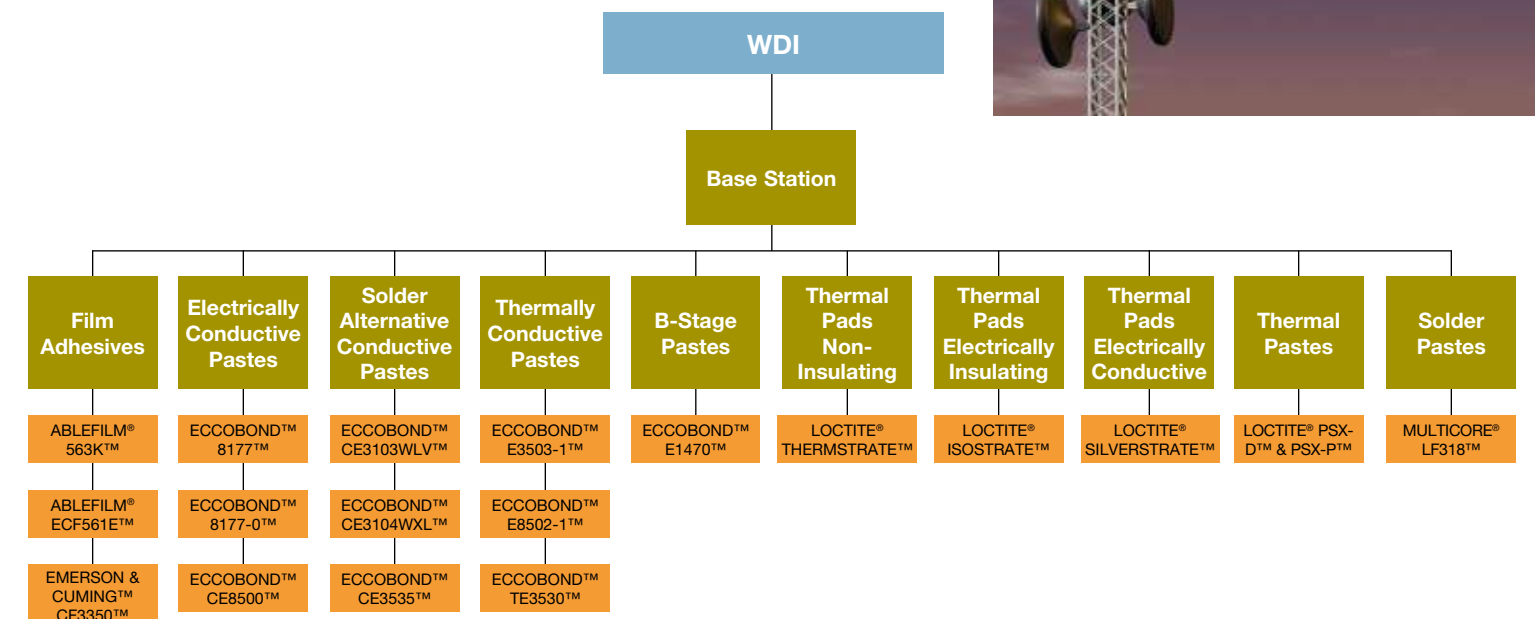 WDI
Base Station
Film
Adhesives
Electrically
Conductive
Pastes
Solder
Alternative
Conductive
Pastes
Thermally
Conductive
Pastes
B-Stage
Pastes
Thermal
Pads
Non-
Insulating
Thermal
Pads
Electrically
Insulating
Thermal
Pads
Electrically
Conductive
Thermal
Pastes
Solder
Pastes
ABLEFILM®
563K™
ECCOBOND™
8177™
ECCOBOND™
CE3103WLV™
ECCOBOND™
E3503-1™
ECCOBOND™
E1470™
LOCTITE®
THERMSTRATE™
LOCTITE®
ISOSTRATE™
LOCTITE®
SILVERSTRATE™
LOCTITE® PSX-
D™ & PSX-P™
MULTICORE®
LF318™
ABLEFILM®
ECF561E™
ECCOBOND™
8177-0™
ECCOBOND™
CE3104WXL™
ECCOBOND™
E8502-1™
EMERSON &
CUMING™
CF3350™
ECCOBOND™
CE8500™
ECCOBOND™
CE3535™
ECCOBOND™
TE3530™